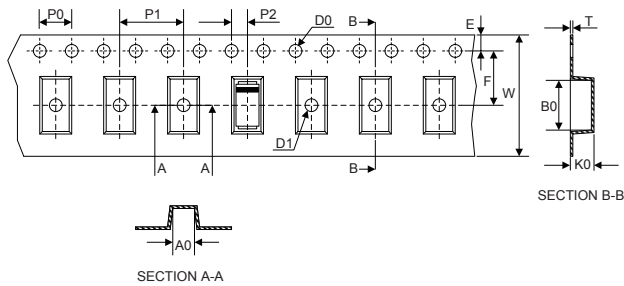 P0 P1 P2 D0 B E T
F
W
B0
D1
A A B
K0
SECTION B-B
A0
SECTION A-A